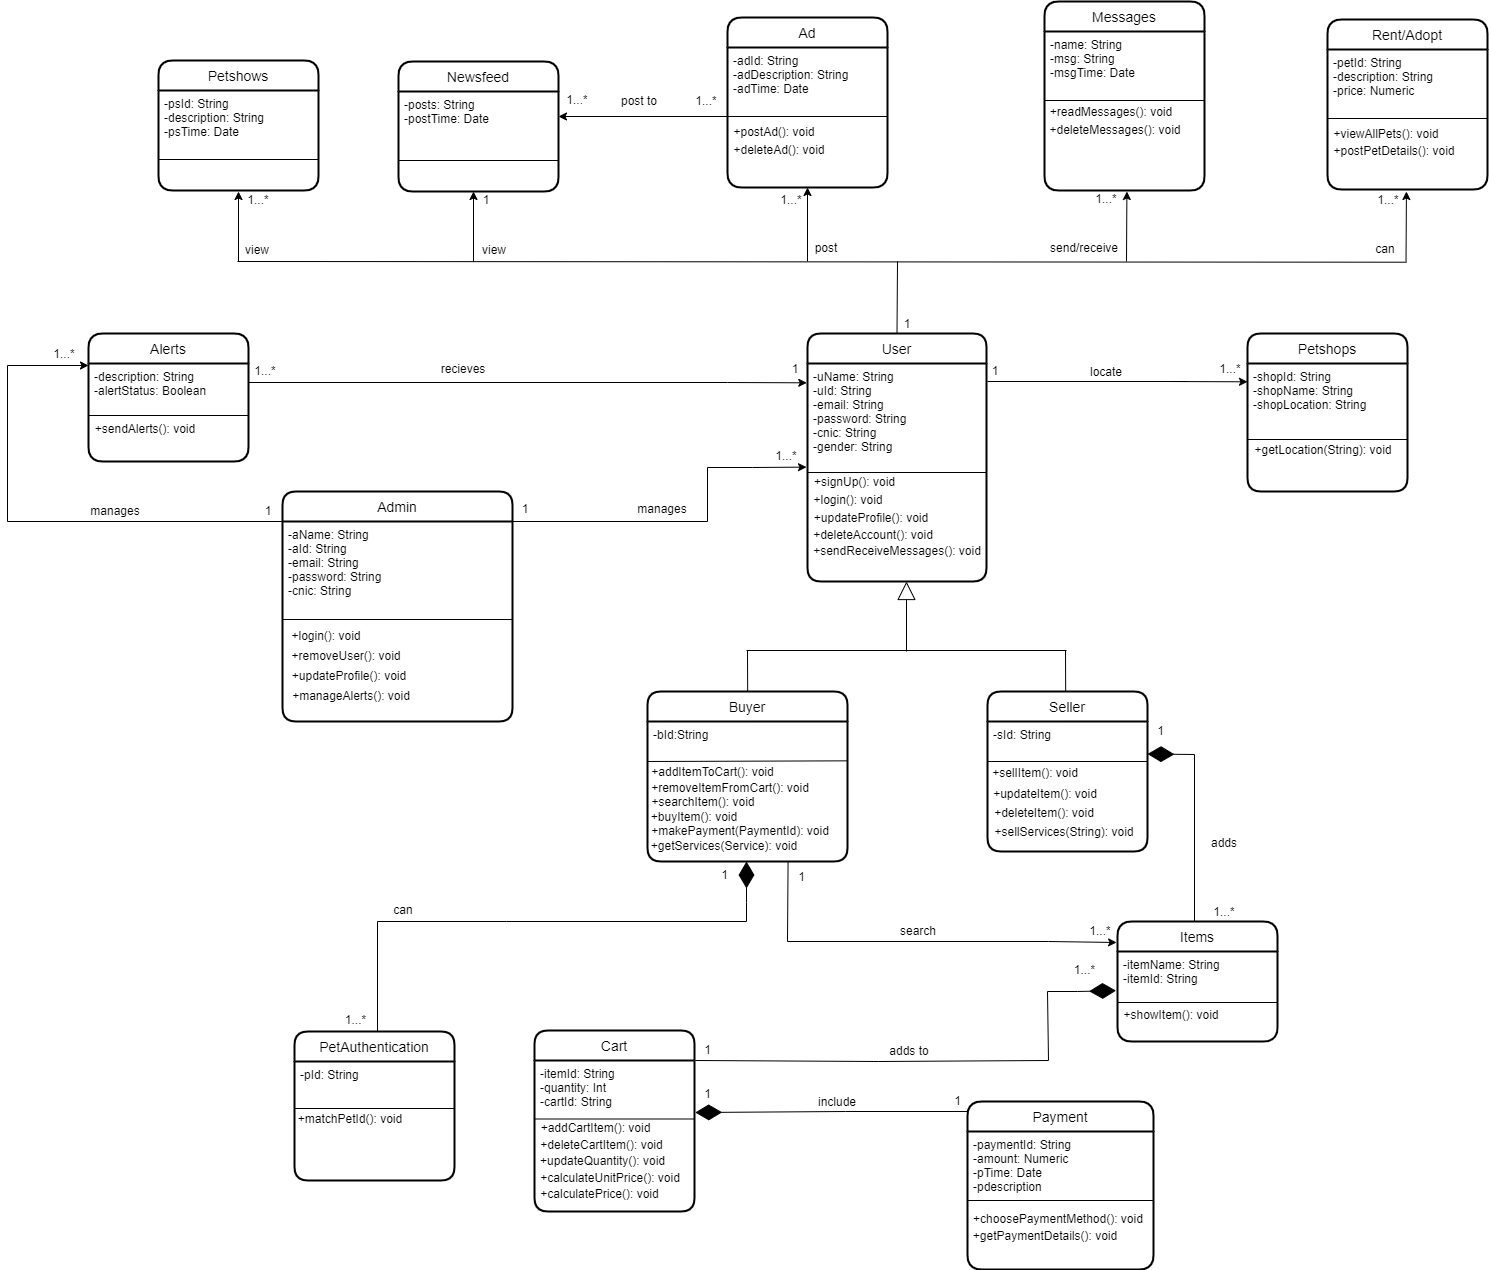 Petshows
-psId: String
-description: String
-psTime: Date
Newsfeed
-posts: String
-postTime: Date
1...*
post to
1...*
Ad
-adId: String
-adDescription: String
-adTime: Date
+postAd(): void
+deleteAd(): void
Messages
-name: String
-msg: String
-msgTime: Date
+readMessages(): void
+deleteMessages(): void
Rent/Adopt
-petId: String
-description: String
-price: Numeric
+viewAllPets(): void
+postPetDetails(): void
1...*
1
1...*
1...*
1...*
view
view
post
send/receive
can
1
1...*
Alerts
-description: String
-alertStatus: Boolean
+sendAlerts(): void
1...*
recieves
1
User
-uName: String
-uId: String
-email: String
-password: String
-cnic: String
-gender: String
+signUp(): void
+login(): void
+updateProfile(): void
+deleteAccount(): void
+sendReceiveMessages(): void
1
locate
1...*
Petshops
-shopId: String
-shopName: String
-shopLocation: String
+getLocation(String): void
manages
1
Admin
-aName: String
-aId: String
-email: String
-password: String
-cnic: String
+login(): void
+removeUser(): void
+updateProfile(): void
+manageAlerts(): void
1
manages
1...*
Buyer
-bId:String
+addItemToCart(): void
+removeItemFromCart(): void
+searchItem(): void
+buyItem(): void
+makePayment(PaymentId): void
+getServices(Service): void
Seller
-sId: String
+sellItem(): void
+updateItem(): void
+deleteItem(): void
+sellServices(String): void
1
adds
1...*
1
1
can
search
1...*
Items
-itemName: String
-itemId: String
+showItem(): void
1...*
1...*
PetAuthentication
-pId: String
+matchPetId(): void
Cart
-itemId: String
-quantity: Int
-cartId: String
+addCartItem(): void
+deleteCartItem(): void
+updateQuantity(): void
+calculateUnitPrice(): void
+calculatePrice(): void
1
adds to
1
include
1
Payment
-paymentId: String
-amount: Numeric
-pTime: Date
-pdescription
+choosePaymentMethod(): void
+getPaymentDetails(): void